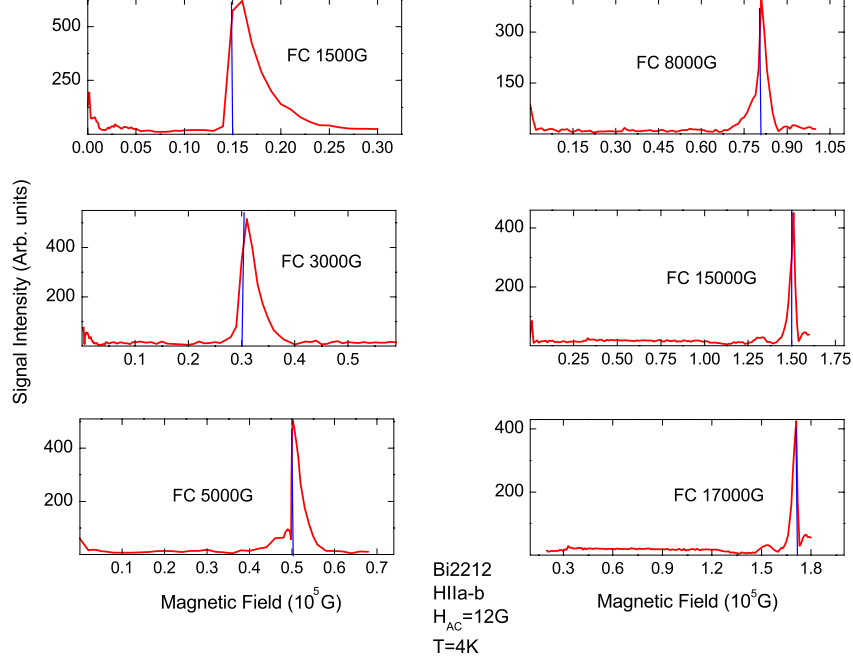 500
250
FC 1500G
0.00 0.05 0.10 0.15 0.20 0.25 0.30
300
150
FC 8000G
0.15 0.30 0.45 0.60 0.75 0.90 1.05
Signal Intensity (Arb. units)
400
200
FC 3000G
0.1 0.2 0.3 0.4 0.5
400
200
FC 15000G
0.25 0.50 0.75 1.00 1.25 1.50 1.75
400
200
FC 5000G
0.1 0.2 0.3 0.4 0.5 0.6 0.7
Magnetic Field (10⁵G)
400
200
FC 17000G
0.3 0.6 0.9 1.2 1.5 1.8
Magnetic Field (10⁵G)
Bi2212
HIIa-b
H_AC=12G
T=4K